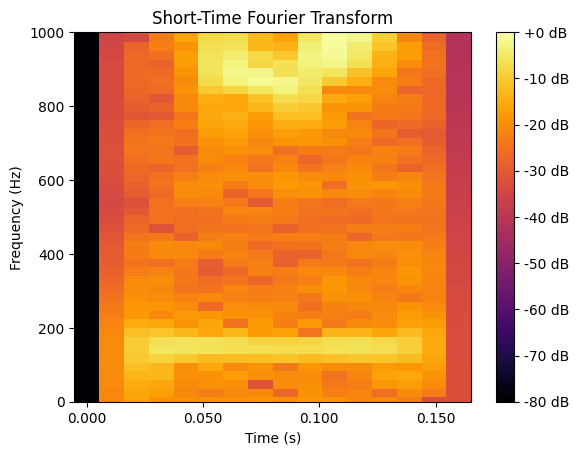 Short-Time Fourier Transform
1000
800
600
400
200
0
Frequency (Hz)
0.000
0.050
0.100
0.150
Time (s)
+0 dB
-10 dB
-20 dB
-30 dB
-40 dB
-50 dB
-60 dB
-70 dB
-80 dB